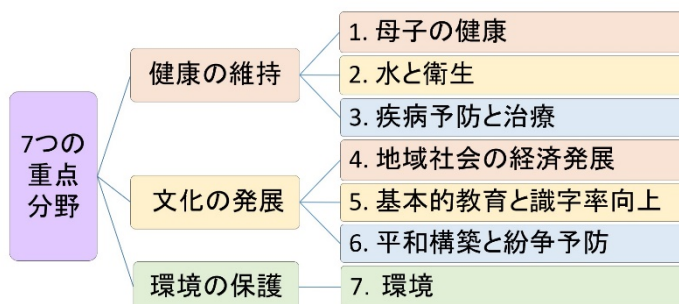 7つの
重点
分野
健康の維持
1. 母子の健康
2. 水と衛生
3. 疾病予防と治療
文化の発展
4. 地域社会の経済発展
5. 基本的教育と識字率向上
6. 平和構築と紛争予防
環境の保護
7. 環境